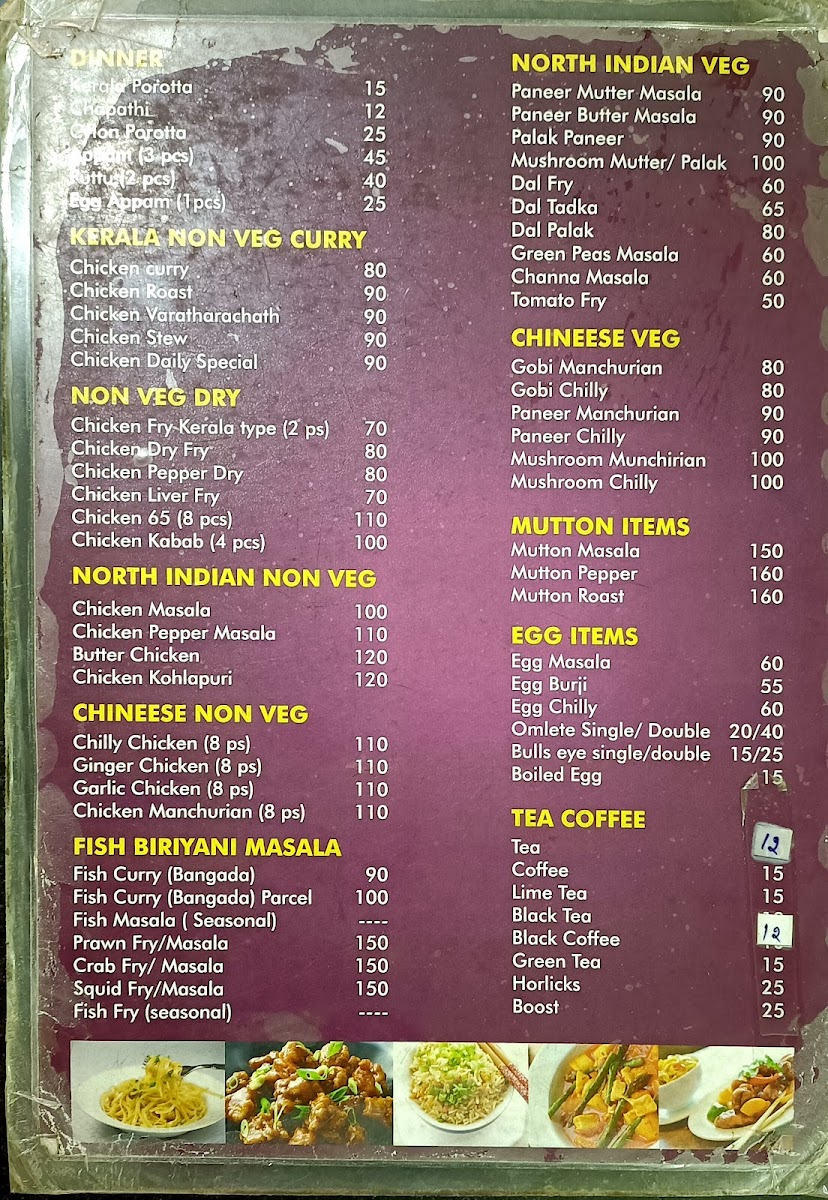 DINNER
Kerala Porotta 15
Chapathi 12
Cylon Porotta 25
Appam (3 pcs) 45
Puttu (2 pcs) 40
Egg Appam (1pcs) 25
KERALA NON VEG CURRY
Chicken curry 80
Chicken Roast 90
Chicken Varatharachath 90
Chicken Stew 90
Chicken Daily Special 90
NON VEG DRY
Chicken Fry-Kerala type (2 ps) 70
Chicken Dry Fry 80
Chicken Pepper Dry 80
Chicken Liver Fry 70
Chicken 65 (8 pcs) 110
Chicken Kabab (4 pcs) 100
NORTH INDIAN NON VEG
Chicken Masala 100
Chicken Pepper Masala 110
Butter Chicken 120
Chicken Kohlapuri 120
CHINEESE NON VEG
Chilly Chicken (8 ps) 110
Ginger Chicken (8 ps) 110
Garlic Chicken (8 ps) 110
Chicken Manchurian (8 ps) 110
FISH BIRIYANI MASALA
Fish Curry (Bangada) 90
Fish Curry (Bangada) Parcel 100
Fish Masala ( Seasonal) ----
Prawn Fry/Masala 150
Crab Fry/ Masala 150
Squid Fry/Masala 150
Fish Fry (seasonal) ----
NORTH INDIAN VEG
Paneer Mutter Masala 90
Paneer Butter Masala 90
Palak Paneer 90
Mushroom Mutter/ Palak 100
Dal Fry 60
Dal Tadka 65
Dal Palak 80
Green Peas Masala 60
Channa Masala 60
Tomato Fry 50
CHINEESE VEG
Gobi Manchurian 80
Gobi Chilly 80
Paneer Manchurian 90
Paneer Chilly 90
Mushroom Munchirian 100
Mushroom Chilly 100
MUTTON ITEMS
Mutton Masala 150
Mutton Pepper 160
Mutton Roast 160
EGG ITEMS
Egg Masala 60
Egg Burji 55
Egg Chilly 60
Omlete Single/ Double 20/40
Bulls eye single/double 15/25
Boiled Egg 15
TEA COFFEE
Tea 12
Coffee 15
Lime Tea 15
Black Tea 12
Black Coffee
Green Tea 15
Horlicks 25
Boost 25